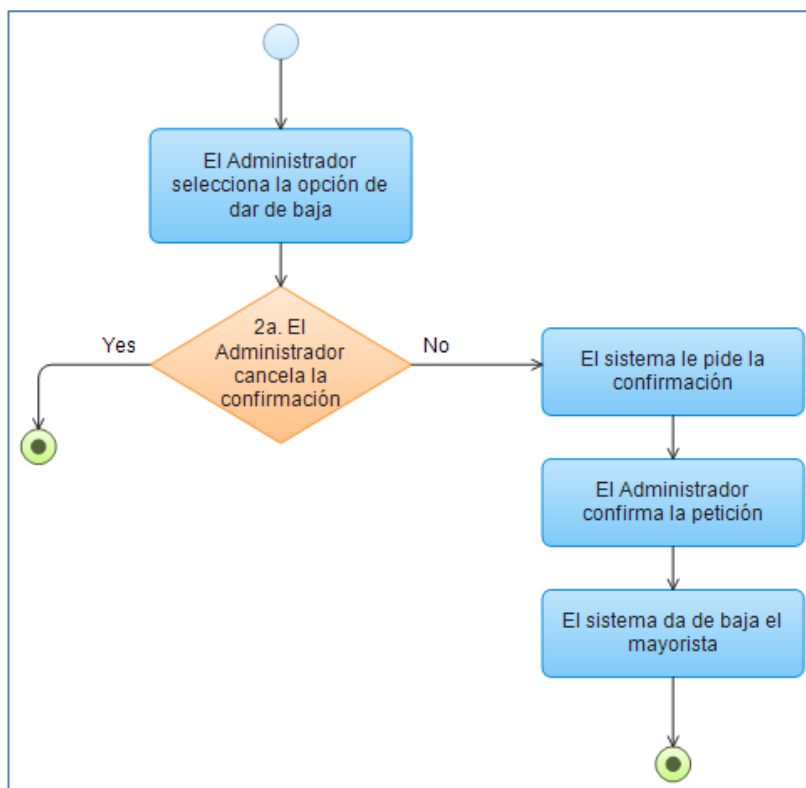 El Administrador
selecciona la opción de
dar de baja
2a. El
Administrador
cancela la
confirmación
Yes
No
El sistema le pide la
confirmación
El Administrador
confirma la petición
El sistema da de baja el
mayorista